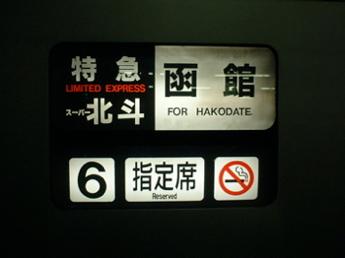 特急
LIMITED EXPRESS
スーパー北斗
函館
FOR HAKODATE.
6
指定席
Reserved